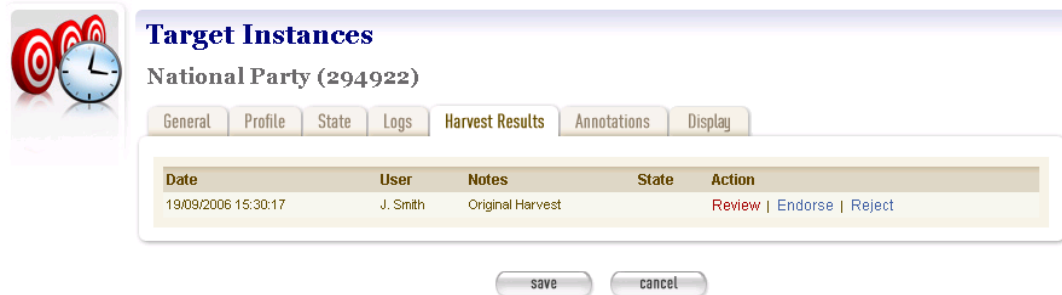 Target Instances
National Party (294922)
General Profile State Logs Harvest Results Annotations Display
Date User Notes State Action
19/09/2006 15:30:17 J. Smith Original Harvest Review | Endorse | Reject
save cancel